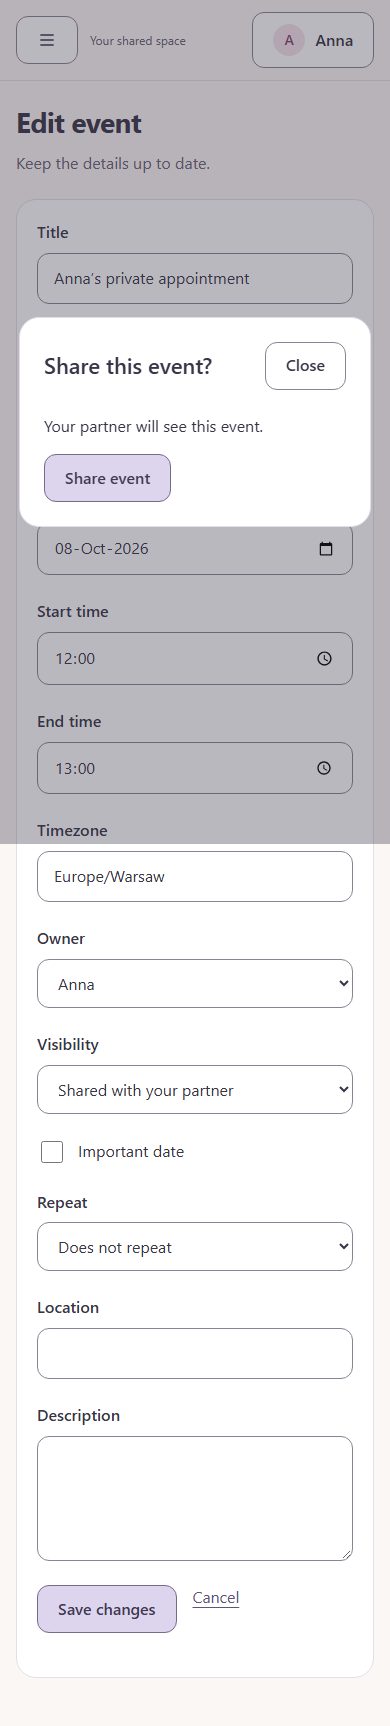 Your shared space
A Anna
Edit event
Keep the details up to date.
Title
Anna's private appointment
Share this event?
Close
Your partner will see this event.
Share event
08-Oct-2026
Start time
12:00
End time
13:00
Timezone
Europe/Warsaw
Owner
Anna
Visibility
Shared with your partner
Important date
Repeat
Does not repeat
Location
Description
Save changes
Cancel